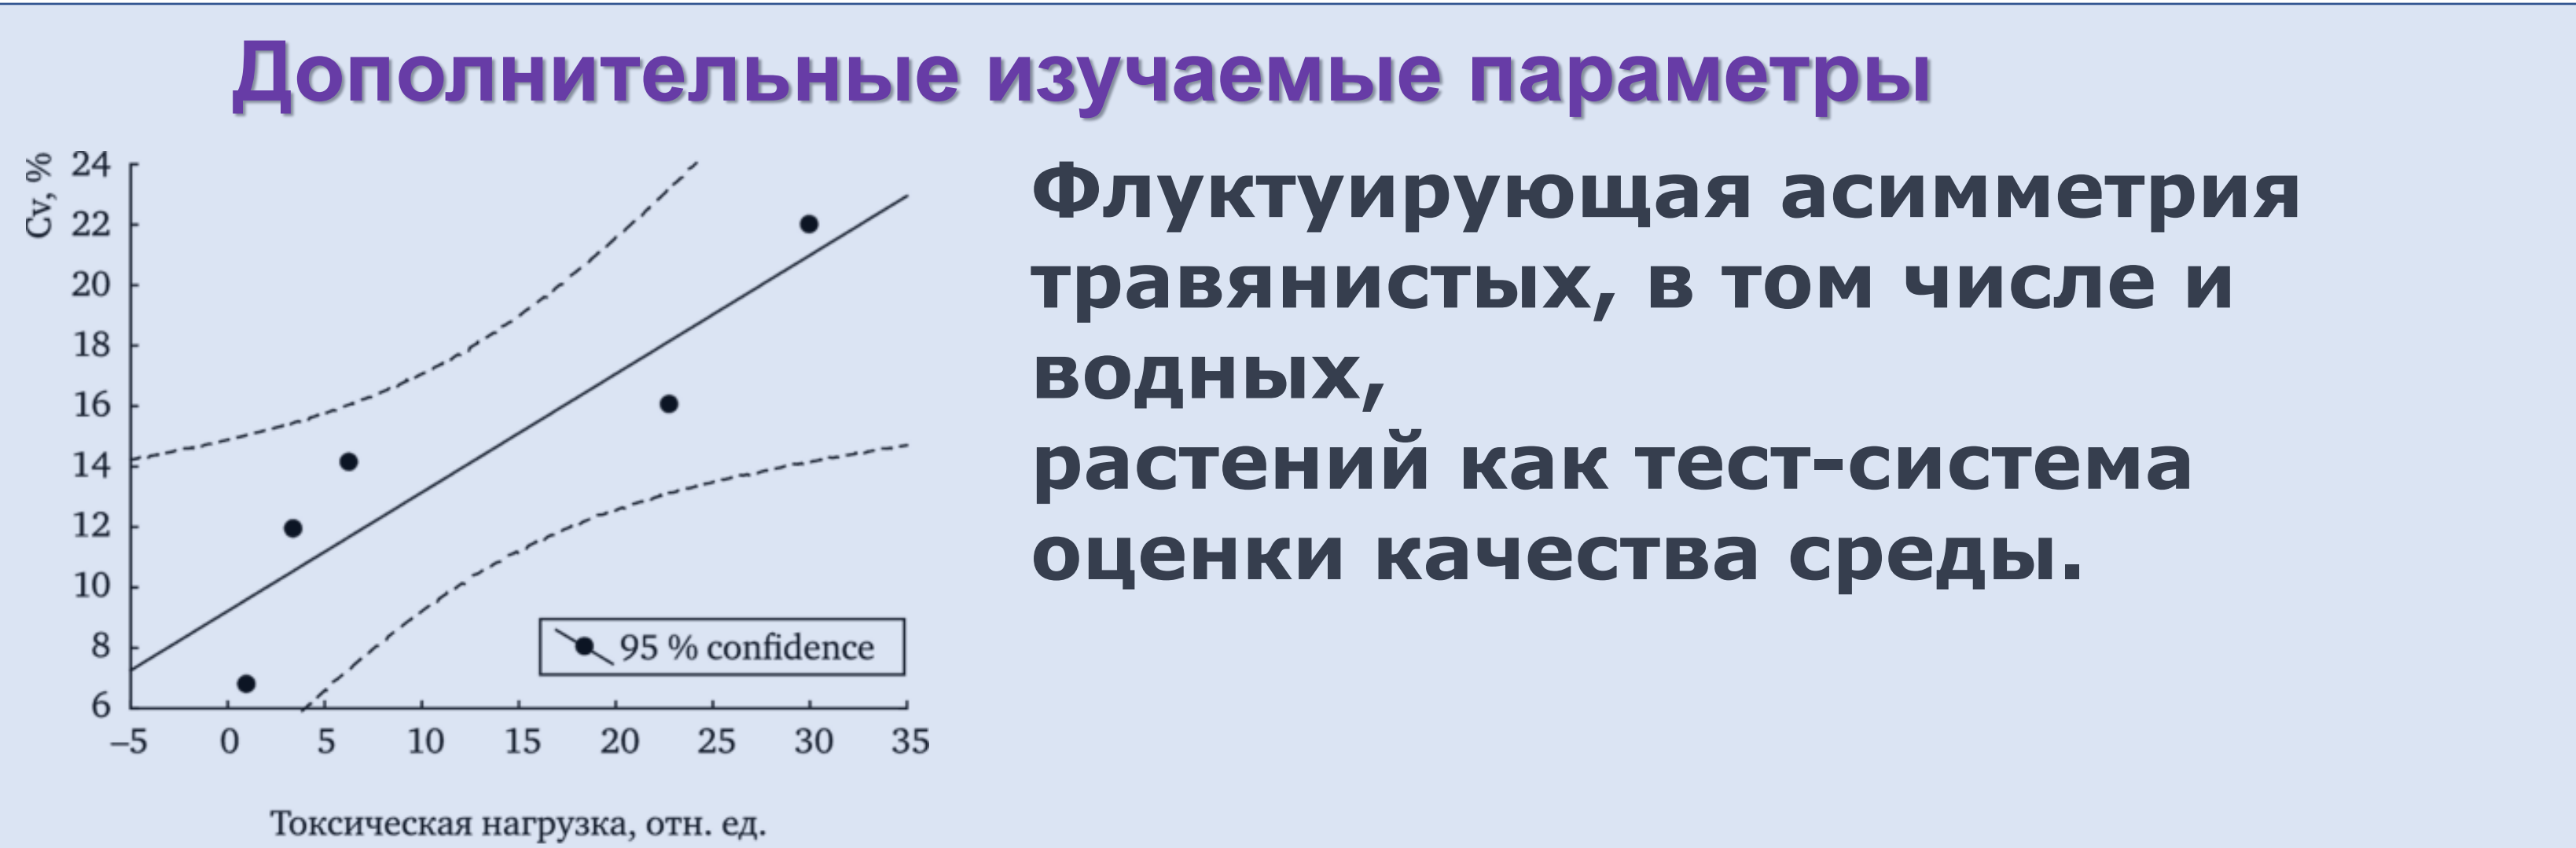 Дополнительные изучаемые параметры
Cv, %
24
22
20
18
16
14
12
10
8
6
–5 0 5 10 15 20 25 30 35
95 % confidence
Токсическая нагрузка, отн. ед.
Флуктуирующая асимметрия
травянистых, в том числе и
водных,
растений как тест-система
оценки качества среды.